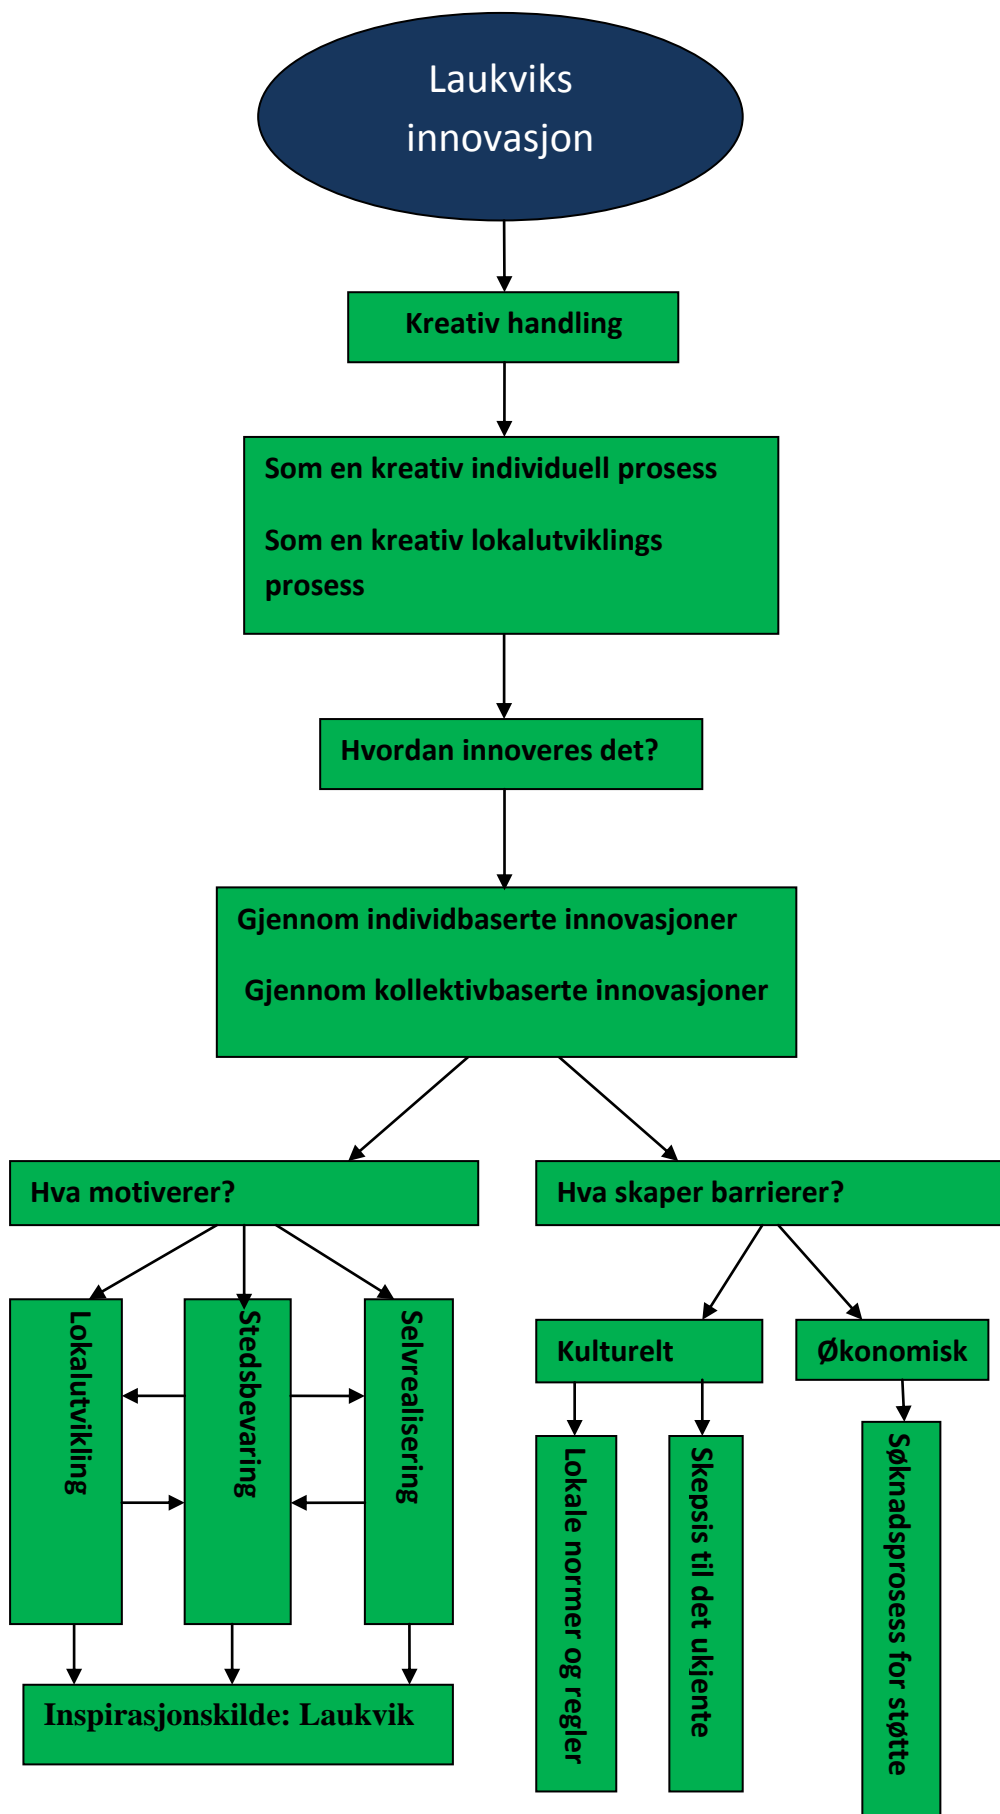 Laukviks
innovasjon
Kreativ handling
Som en kreativ individuell prosess
Som en kreativ lokalutviklings
prosess
Hvordan innoveres det?
Gjennom individbaserte innovasjoner
Gjennom kollektivbaserte innovasjoner
Hva motiverer?
Hva skaper barrierer?
Lokalutvikling
Stedsbevaring
Selvrealisering
Kulturelt
Økonomisk
Lokale normer og regler
Skepsis til det ukjente
Søknadsprosess for støtte
Inspirasjonskilde: Laukvik